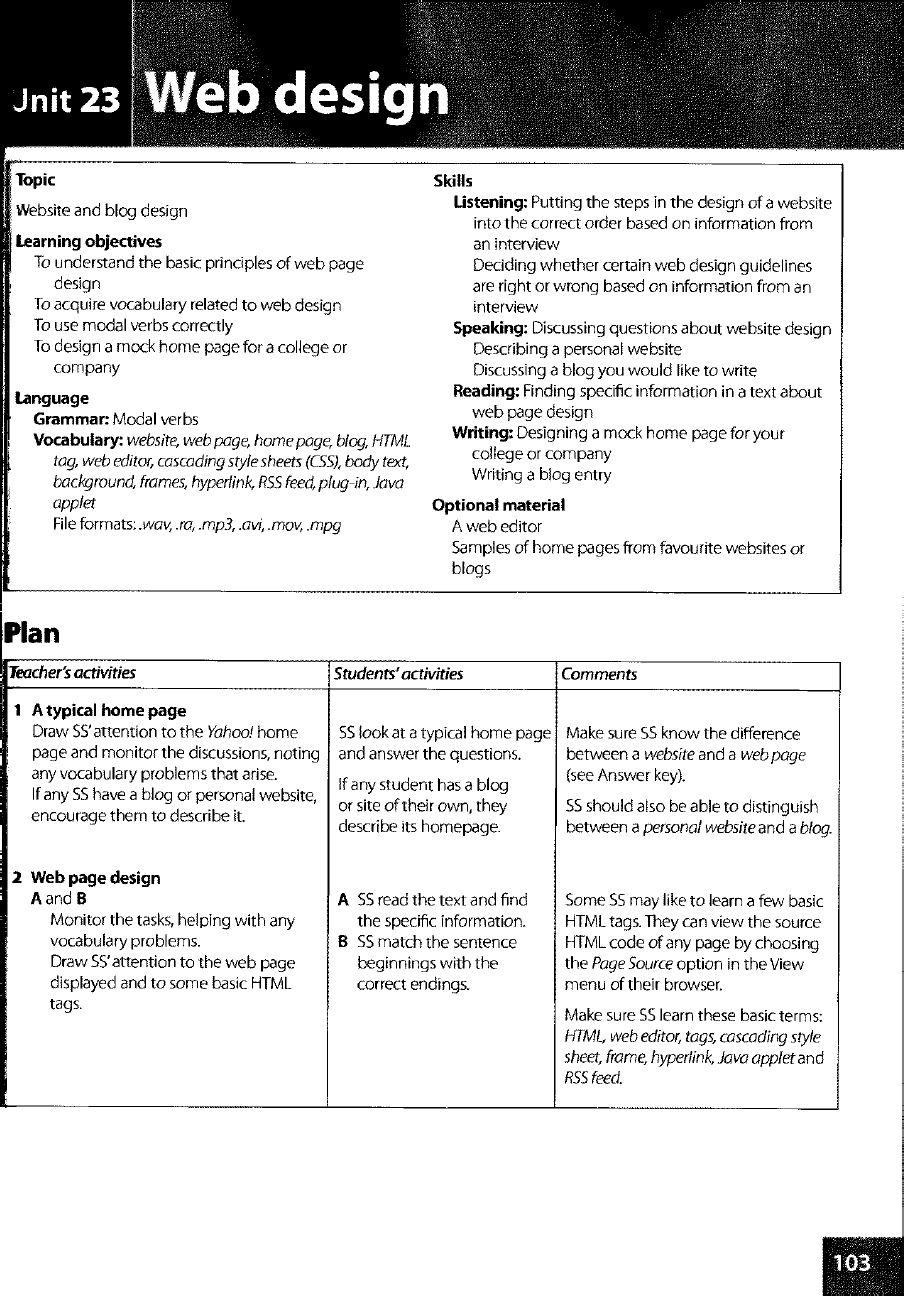 Unit 23
Web design
Topic
Website and blog design
Learning objectives
To understand the basic principles of web page
design
To acquire vocabulary related to web design
To use modal verbs correctly
To design a mock home page for a college or
company
Language
Grammar: Modal verbs
Vocabulary: website, web page, home page, blog, HTML
tag, web editor, cascading style sheets (CSS), body text,
background, frames, hyperlink, RSS feed, plug-in, Java
applet
File formats: .wav, .ra, .mp3, .avi, .mov, .mpg
Skills
Listening: Putting the steps in the design of a website
into the correct order based on information from
an interview
Deciding whether certain web design guidelines
are right or wrong based on information from an
interview
Speaking: Discussing questions about website design
Describing a personal website
Discussing a blog you would like to write
Reading: Finding specific information in a text about
web page design
Writing: Designing a mock home page for your
college or company
Writing a blog entry
Optional material
A web editor
Samples of home pages from favourite websites or
blogs
Plan
Teacher's activities
Students' activities
Comments
1 A typical home page
Draw SS' attention to the Yahoo! home
page and monitor the discussions, noting
any vocabulary problems that arise.
If any SS have a blog or personal website,
encourage them to describe it.
SS look at a typical home page
and answer the questions.
If any student has a blog
or site of their own, they
describe its homepage.
Make sure SS know the difference
between a website and a web page
(see Answer key).
SS should also be able to distinguish
between a personal website and a blog.
2 Web page design
A and B
Monitor the tasks, helping with any
vocabulary problems.
Draw SS' attention to the web page
displayed and to some basic HTML
tags.
A SS read the text and find
the specific information.
B SS match the sentence
beginnings with the
correct endings.
Some SS may like to learn a few basic
HTML tags. They can view the source
HTML code of any page by choosing
the Page Source option in the View
menu of their browser.
Make sure SS learn these basic terms:
HTML, web editor, tags, cascading style
sheet, frame, hyperlink, Java applet and
RSS feed.
103